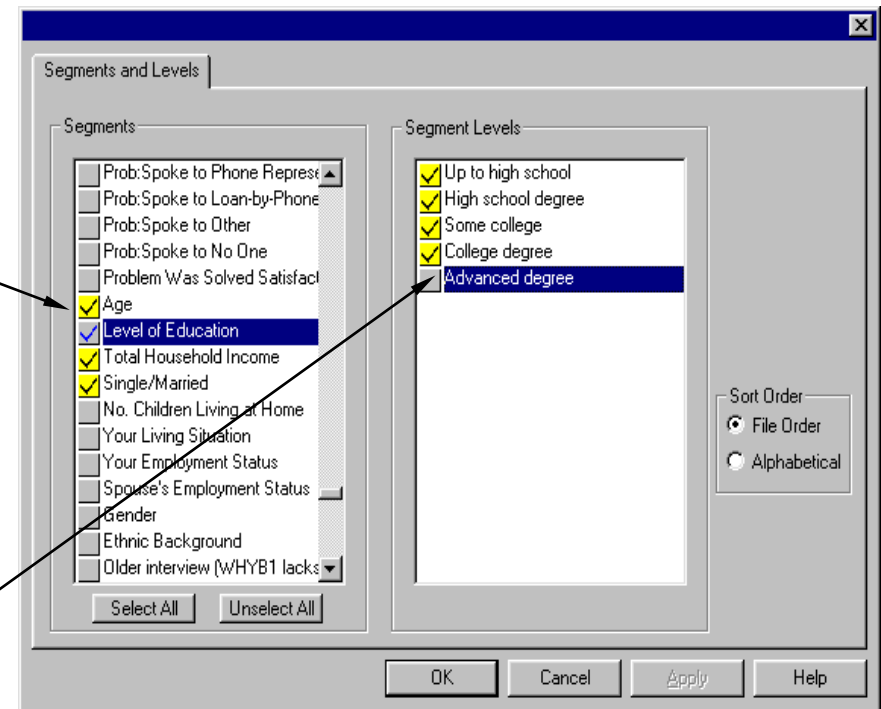 Segments and Levels
Segments
Prob:Spoke to Phone Represe
Prob:Spoke to Loan-by-Phone
Prob:Spoke to Other
Prob:Spoke to No One
Problem Was Solved Satisfact
Age
Level of Education
Total Household Income
Single/Married
No. Children Living at Home
Your Living Situation
Your Employment Status
Spouse's Employment Status
Gender
Ethnic Background
Older interview (WHYB1 lacks
Select All
Unselect All
Segment Levels
Up to high school
High school degree
Some college
College degree
Advanced degree
Sort Order
File Order
Alphabetical
OK
Cancel
Apply
Help